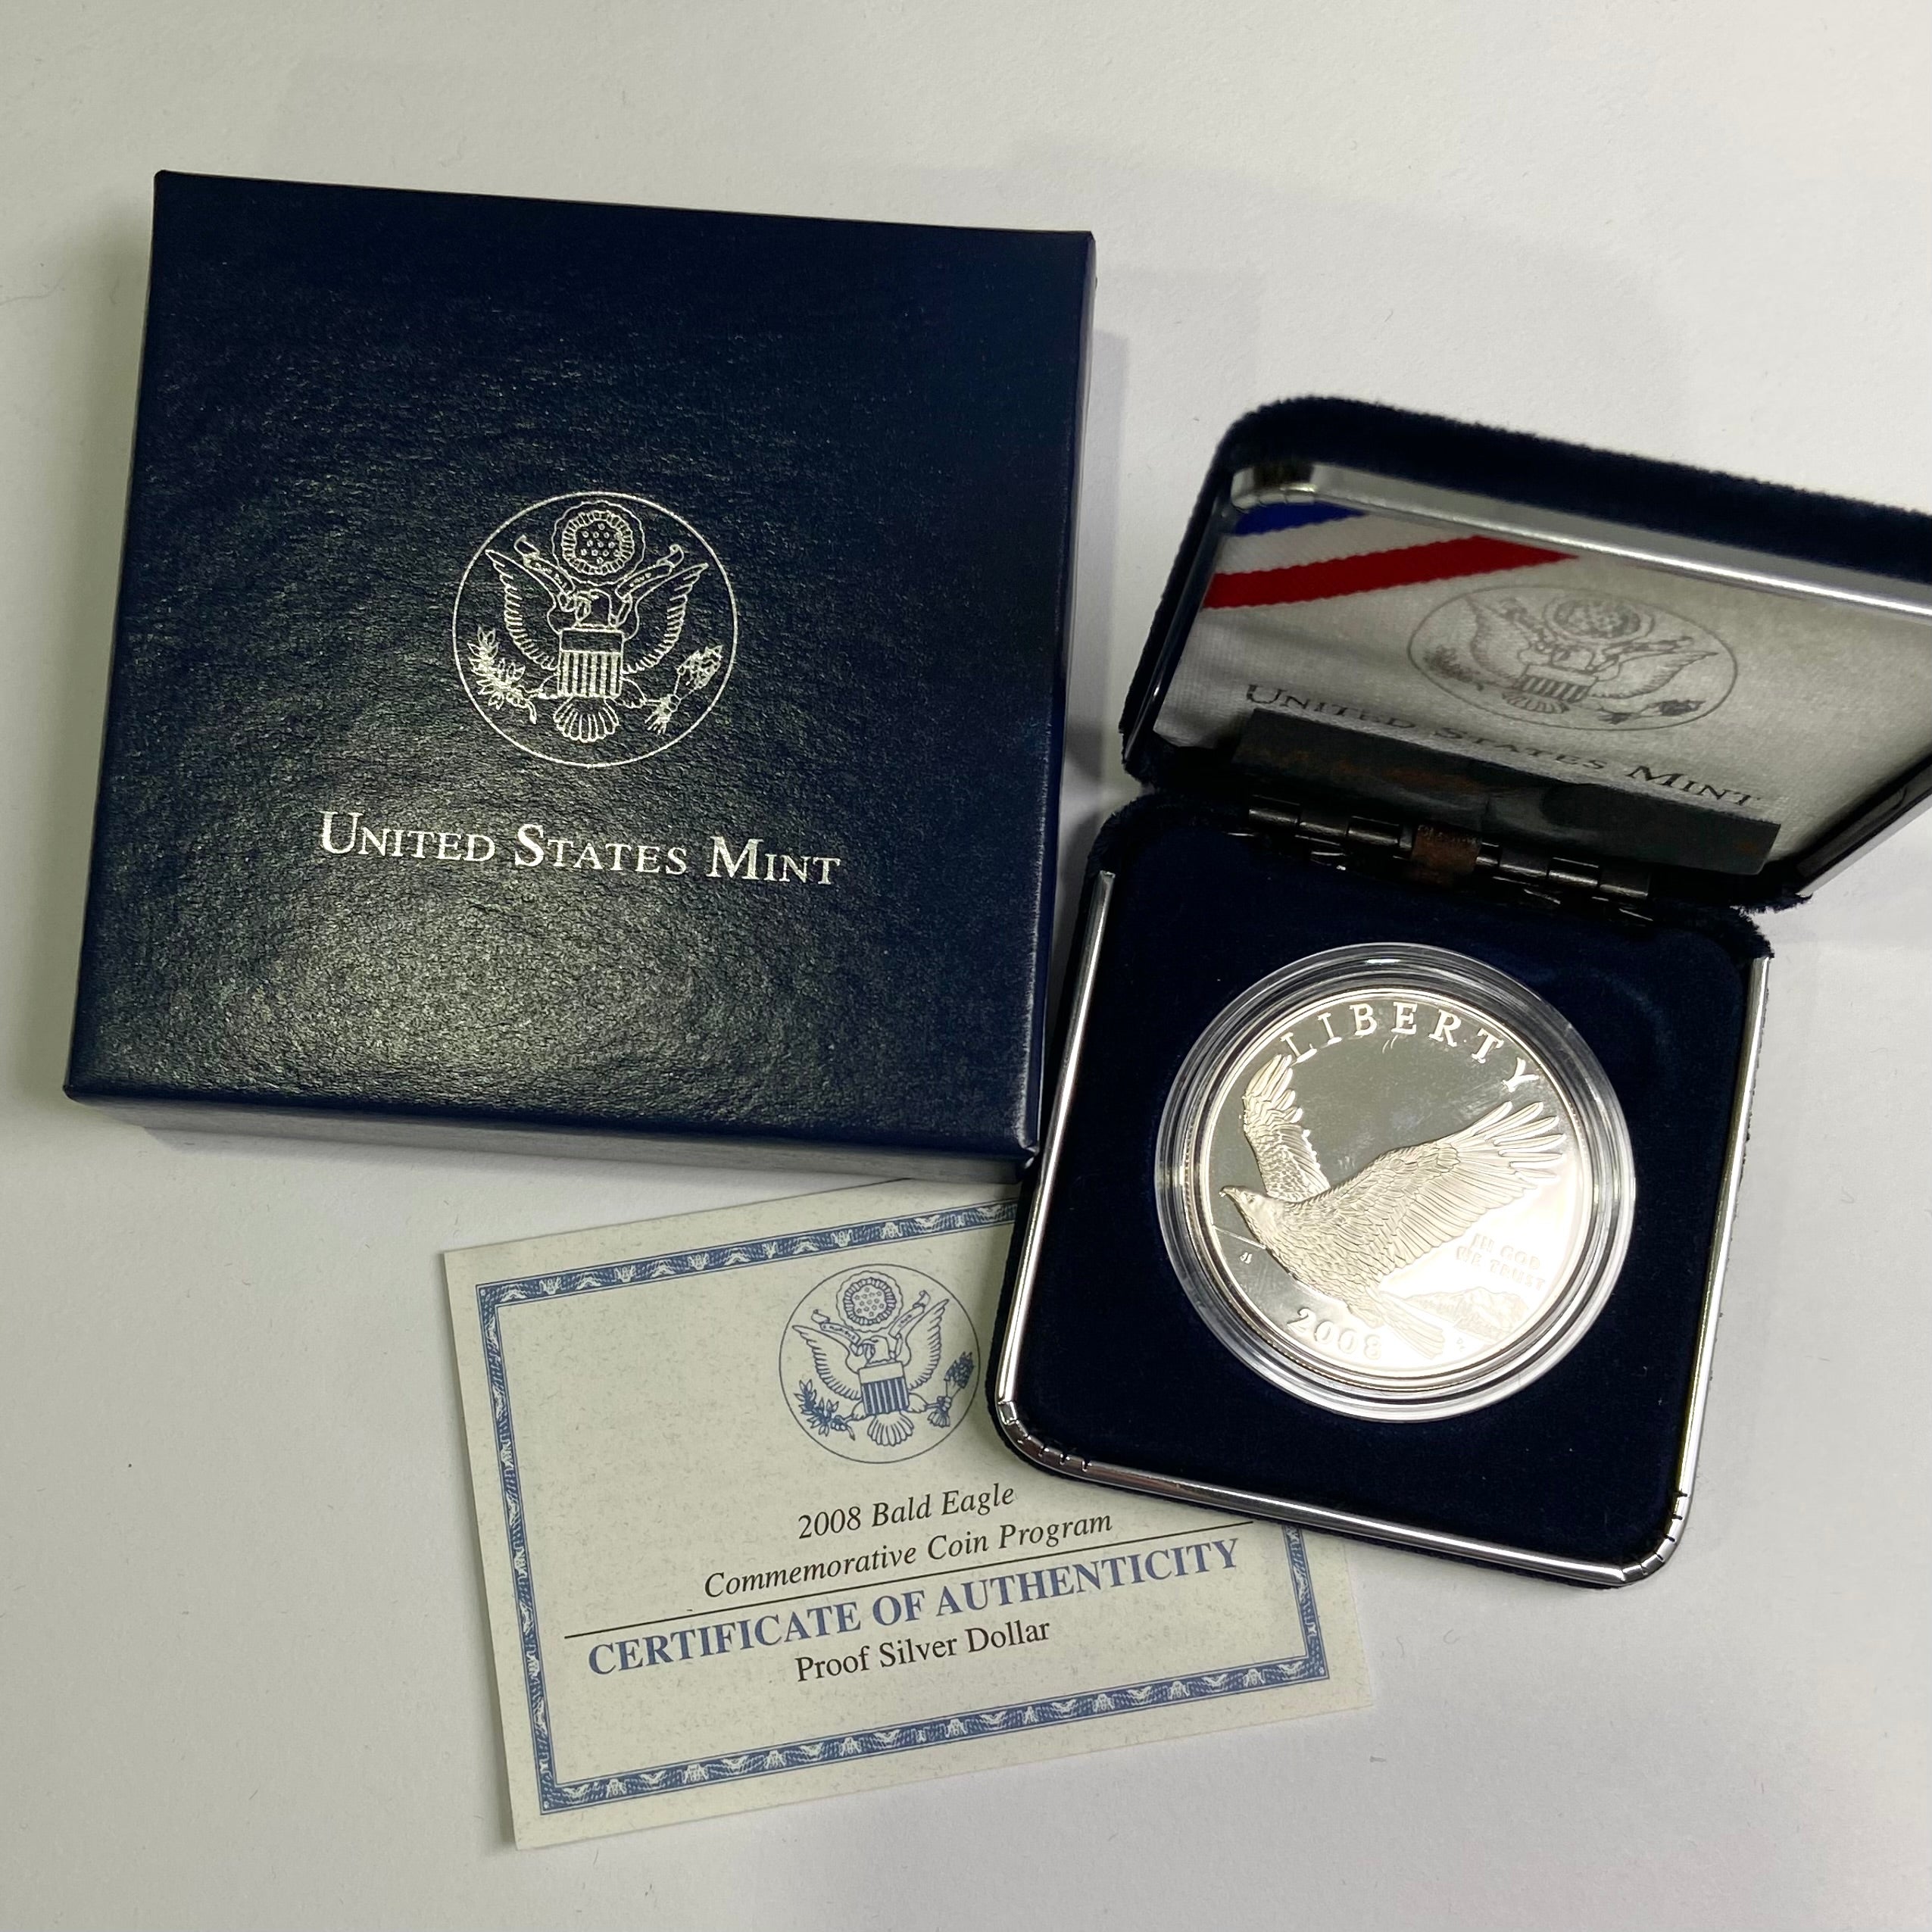 UNITED STATES MINT
UNITED STATES MINT
LIBERTY
IN GOD
WE TRUST
2008
2008 Bald Eagle
Commemorative Coin Program
CERTIFICATE OF AUTHENTICITY
Proof Silver Dollar